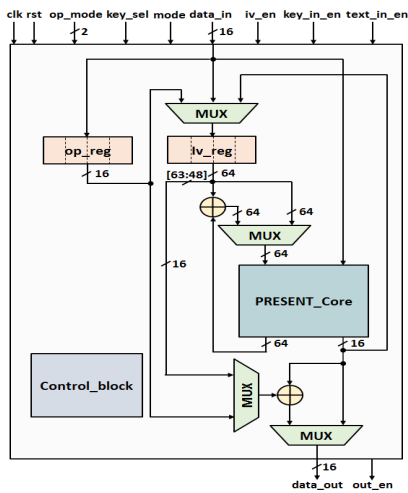 clk rst op_mode key_sel mode data_in iv_en key_in_en text_in_en
2 16
MUX
op_reg Iv_reg
16 [63:48] 64
64 64
MUX
64
16
PRESENT_Core
64 16
Control_block
MUX
MUX
16
data_out out_en